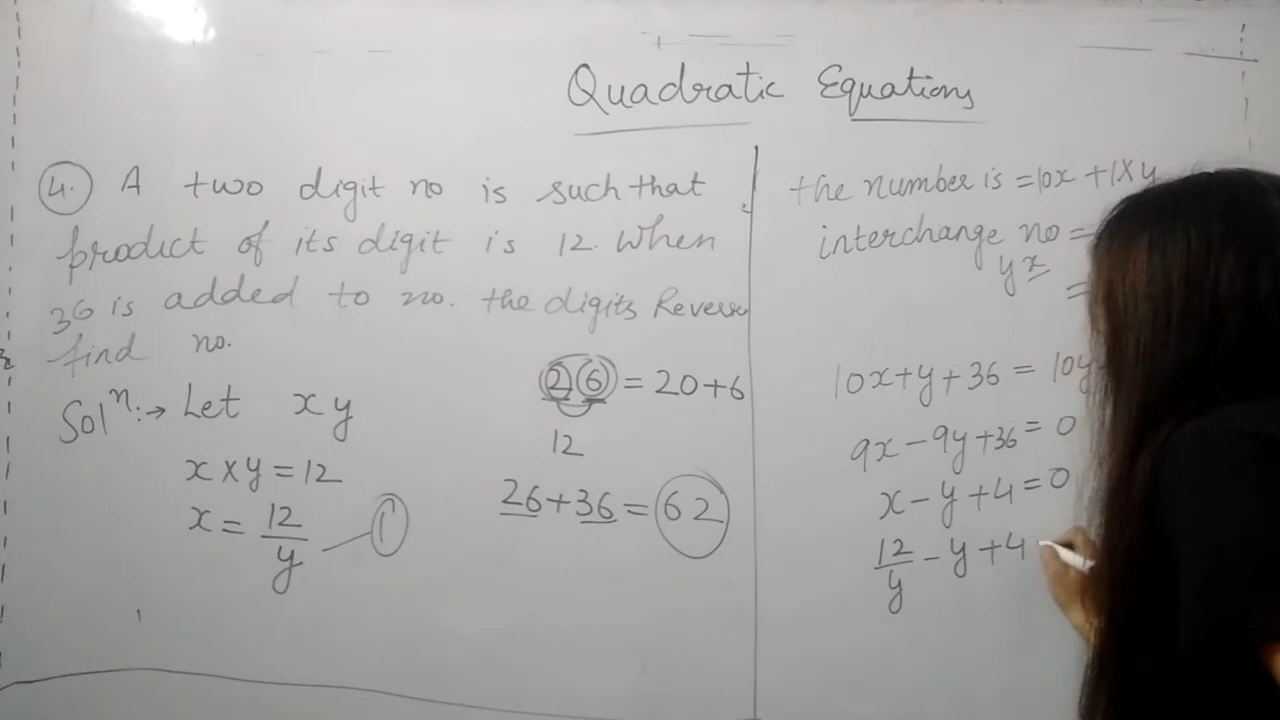 Quadratic Equations
4. A two digit no is such that
product of its digit is 12. When
36 is added to no. the digits Reverse
find no.
Solⁿ:→ Let xy
x × y = 12
x = 12/y — 1
26 = 20+6
12
26+36 = 62
the number is = 10x + 1×y
interchange no =
yx
=
10x+y+36 = 10y
9x-9y+36 = 0
x-y+4=0
12/y - y+4